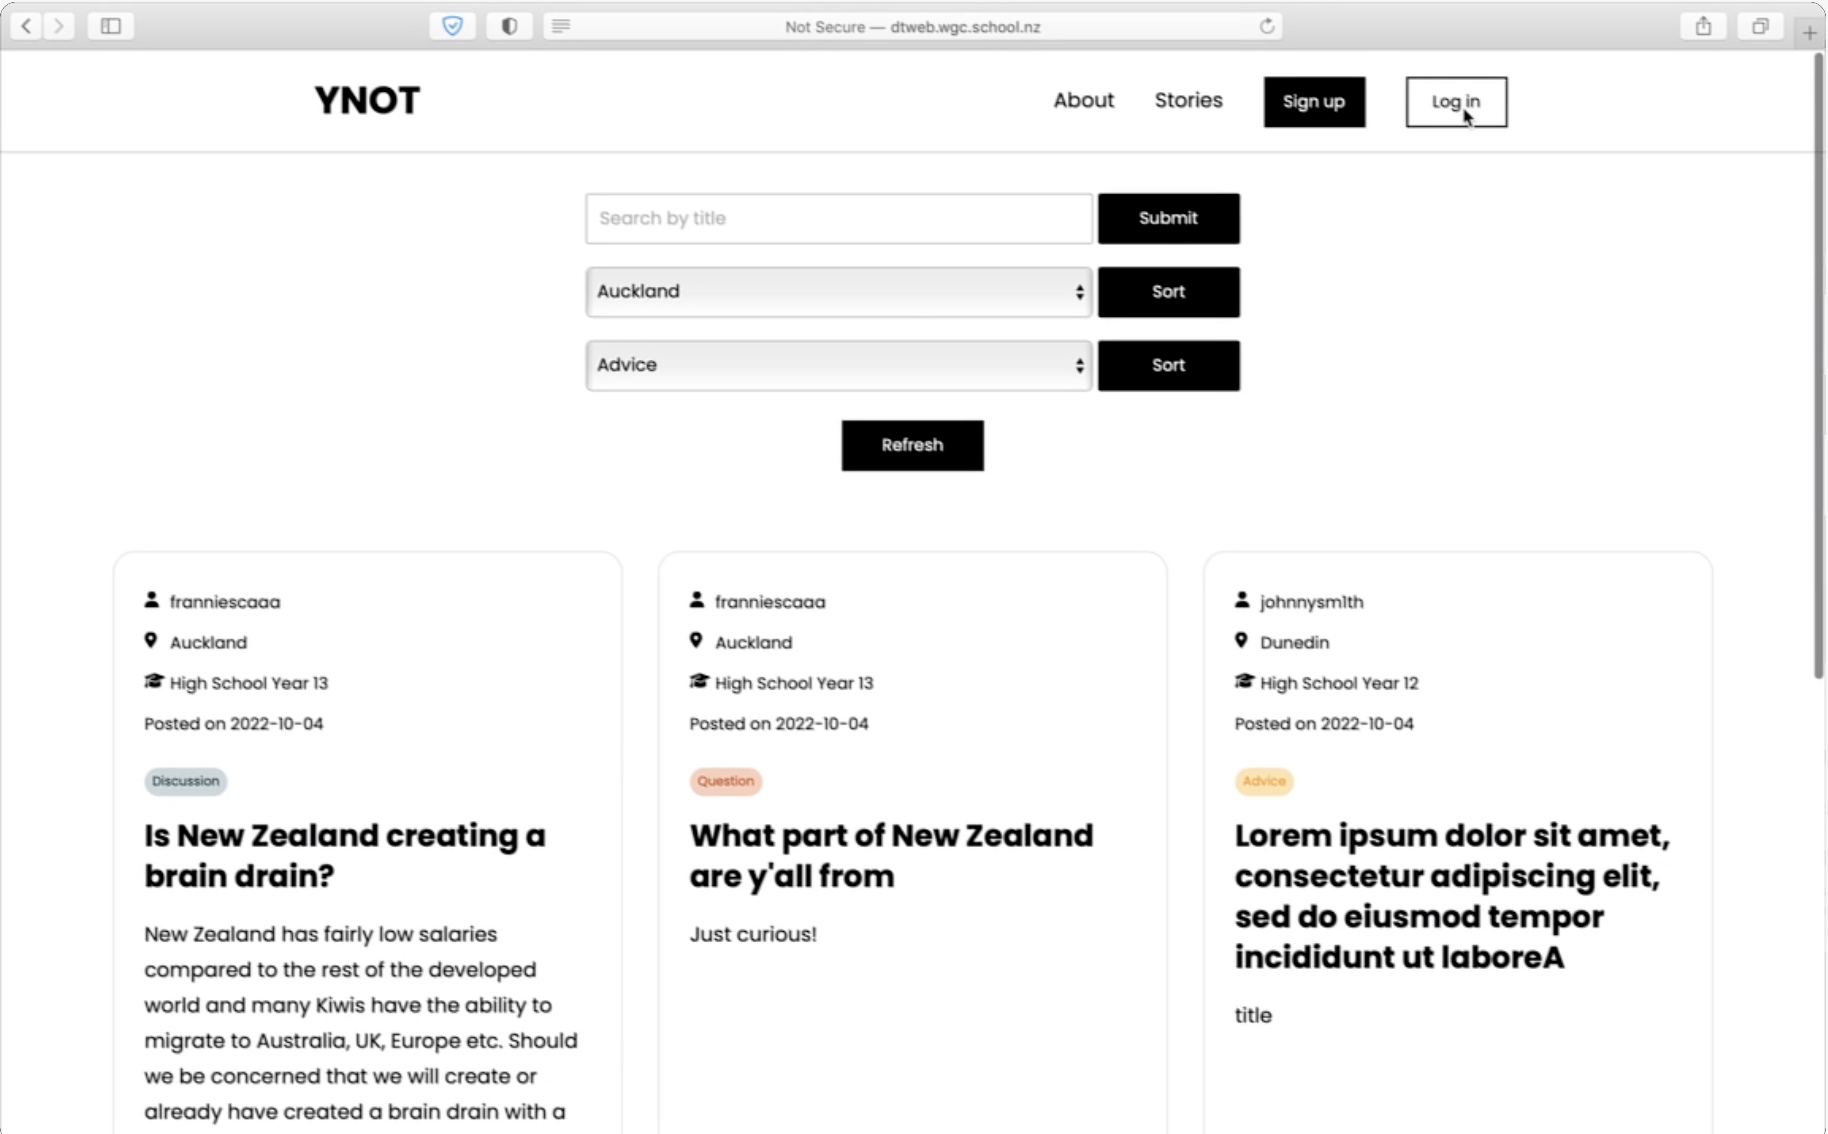 Not Secure — dtweb.wgc.school.nz
YNOT
About
Stories
Sign up
Log in
Search by title
Submit
Auckland
Sort
Advice
Sort
Refresh
franniescaaa
Auckland
High School Year 13
Posted on 2022-10-04
Discussion
Is New Zealand creating a
brain drain?
New Zealand has fairly low salaries
compared to the rest of the developed
world and many Kiwis have the ability to
migrate to Australia, UK, Europe etc. Should
we be concerned that we will create or
already have created a brain drain with a
franniescaaa
Auckland
High School Year 13
Posted on 2022-10-04
Question
What part of New Zealand
are y'all from
Just curious!
johnnysm1th
Dunedin
High School Year 12
Posted on 2022-10-04
Advice
Lorem ipsum dolor sit amet,
consectetur adipiscing elit,
sed do eiusmod tempor
incididunt ut laboreA
title